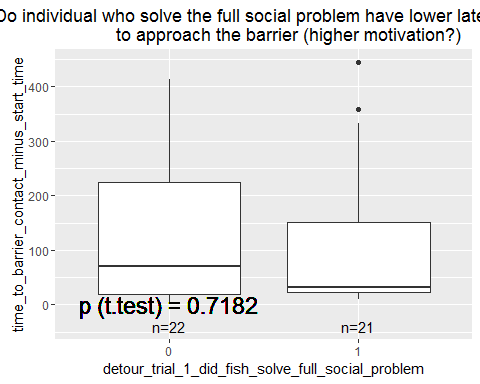 Do individual who solve the full social problem have lower late
to approach the barrier (higher motivation?)
time_to_barrier_contact_minus_start_time
400
300
200
100
0
p (t.test) = 0.7182
n=22
n=21
0
1
detour_trial_1_did_fish_solve_full_social_problem